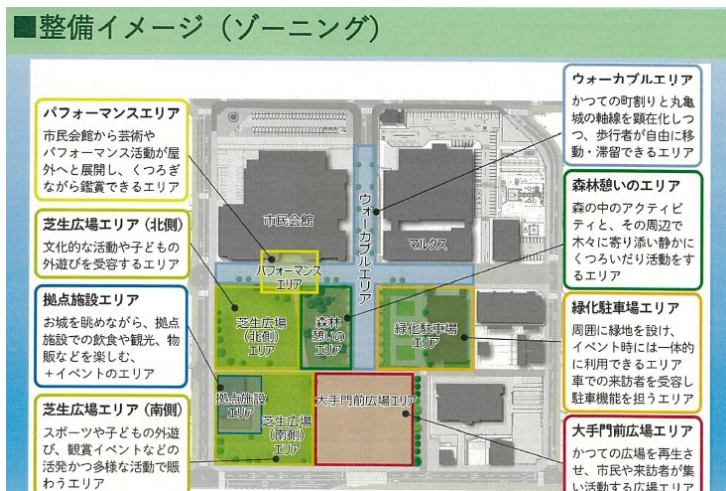 ■整備イメージ（ゾーニング）
パフォーマンスエリア
市民会館から芸術や
パフォーマンス活動が屋
外へと展開し、くつろぎ
ながら鑑賞できるエリア
芝生広場エリア（北側）
文化的な活動や子どもの
外遊びを受容するエリア
拠点施設エリア
お城を眺めながら、拠点
施設での飲食や観光、物
販などを楽しむ、
＋イベントのエリア
芝生広場エリア（南側）
スポーツや子どもの外遊
び、観賞イベントなどの
活発かつ多様な活動で賑
わうエリア
市民会館
マルタス
ウォーカブルエリア
パフォーマンス
エリア
芝生広場
（北側）
エリア
森林
憩いの
エリア
緑化駐車場
エリア
拠点施設
エリア
芝生広場
（南側）
エリア
大手門前広場エリア
ウォーカブルエリア
かつての町割りと丸亀
城の軸線を顕在化しつ
つ、歩行者が自由に移
動・滞留できるエリア
森林憩いのエリア
森の中のアクティビ
ティと、その周辺で
木々に寄り添い静かに
くつろいだり活動をす
るエリア
緑化駐車場エリア
周囲に緑地を設け、
イベント時には一体的
に利用できるエリア
車での来訪者を受容し
駐車機能を担うエリア
大手門前広場エリア
かつての広場を再生さ
せ、市民や来訪者が集
い活動する広場エリア